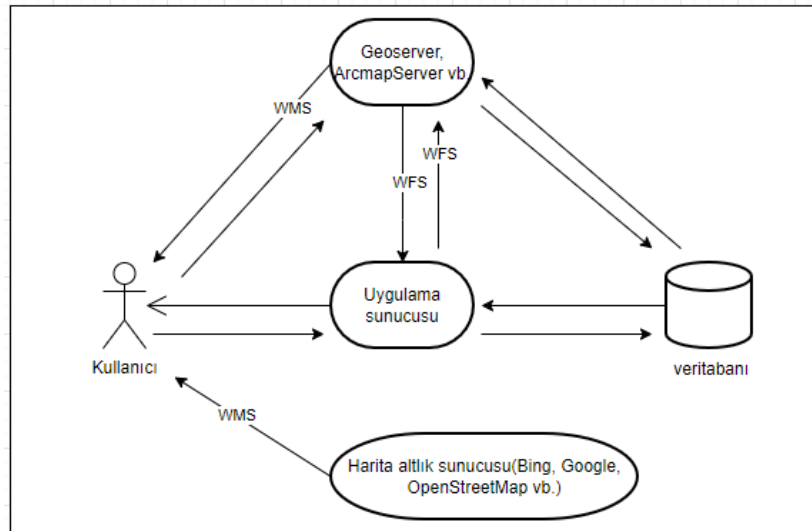 Geoserver,
ArcmapServer vb.
WMS
WFS
WFS
Uygulama
sunucusu
Kullanıcı
veritabanı
WMS
Harita altlık sunucusu(Bing, Google,
OpenStreetMap vb.)